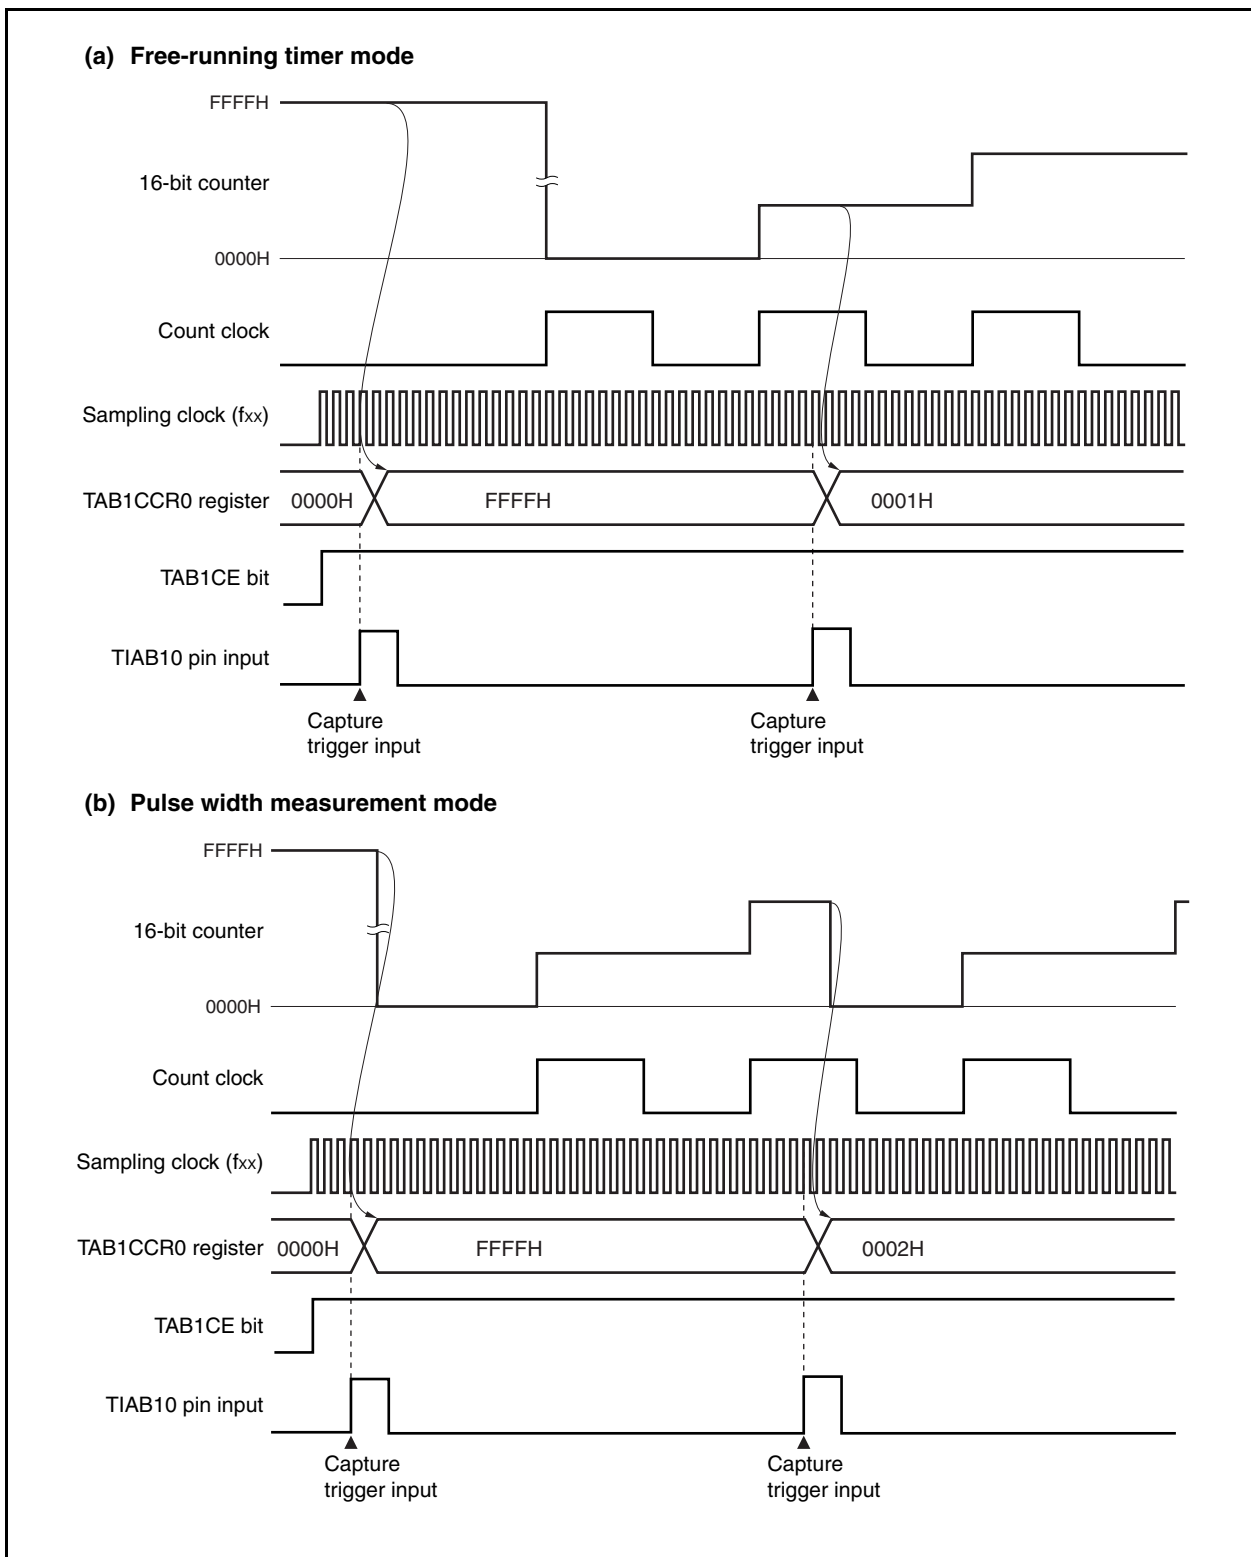 (a) Free-running timer mode
FFFFH
16-bit counter
0000H
Count clock
Sampling clock (fxx)
TAB1CCR0 register 0000H FFFFH 0001H
TAB1CE bit
TIAB10 pin input
Capture Capture
trigger input trigger input
(b) Pulse width measurement mode
FFFFH
16-bit counter
0000H
Count clock
Sampling clock (fxx)
TAB1CCR0 register 0000H FFFFH 0002H
TAB1CE bit
TIAB10 pin input
Capture Capture
trigger input trigger input